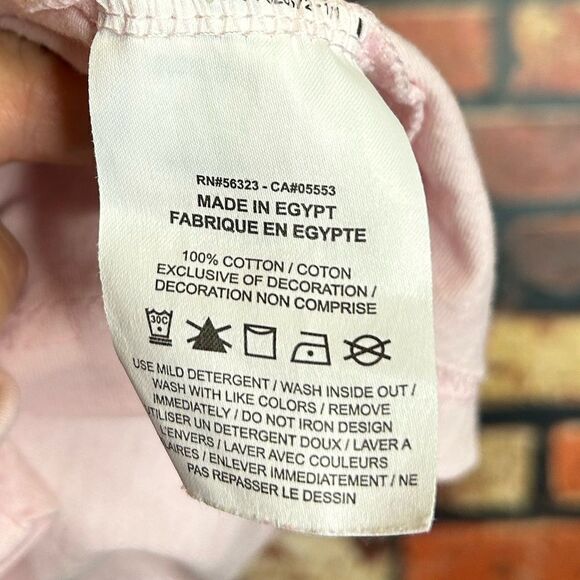 RN#56323 - CA#05553
MADE IN EGYPT
FABRIQUE EN EGYPTE
100% COTTON / COTON
EXCLUSIVE OF DECORATION /
DECORATION NON COMPRISE
30C
USE MILD DETERGENT / WASH INSIDE OUT /
WASH WITH LIKE COLORS / REMOVE
IMMEDIATELY / DO NOT IRON DESIGN
UTILISER UN DETERGENT DOUX / LAVER A
L'ENVERS / LAVER AVEC COULEURS
/ ENLEVER IMMEDIATEMENT / NE
PAS REPASSER LE DESSIN